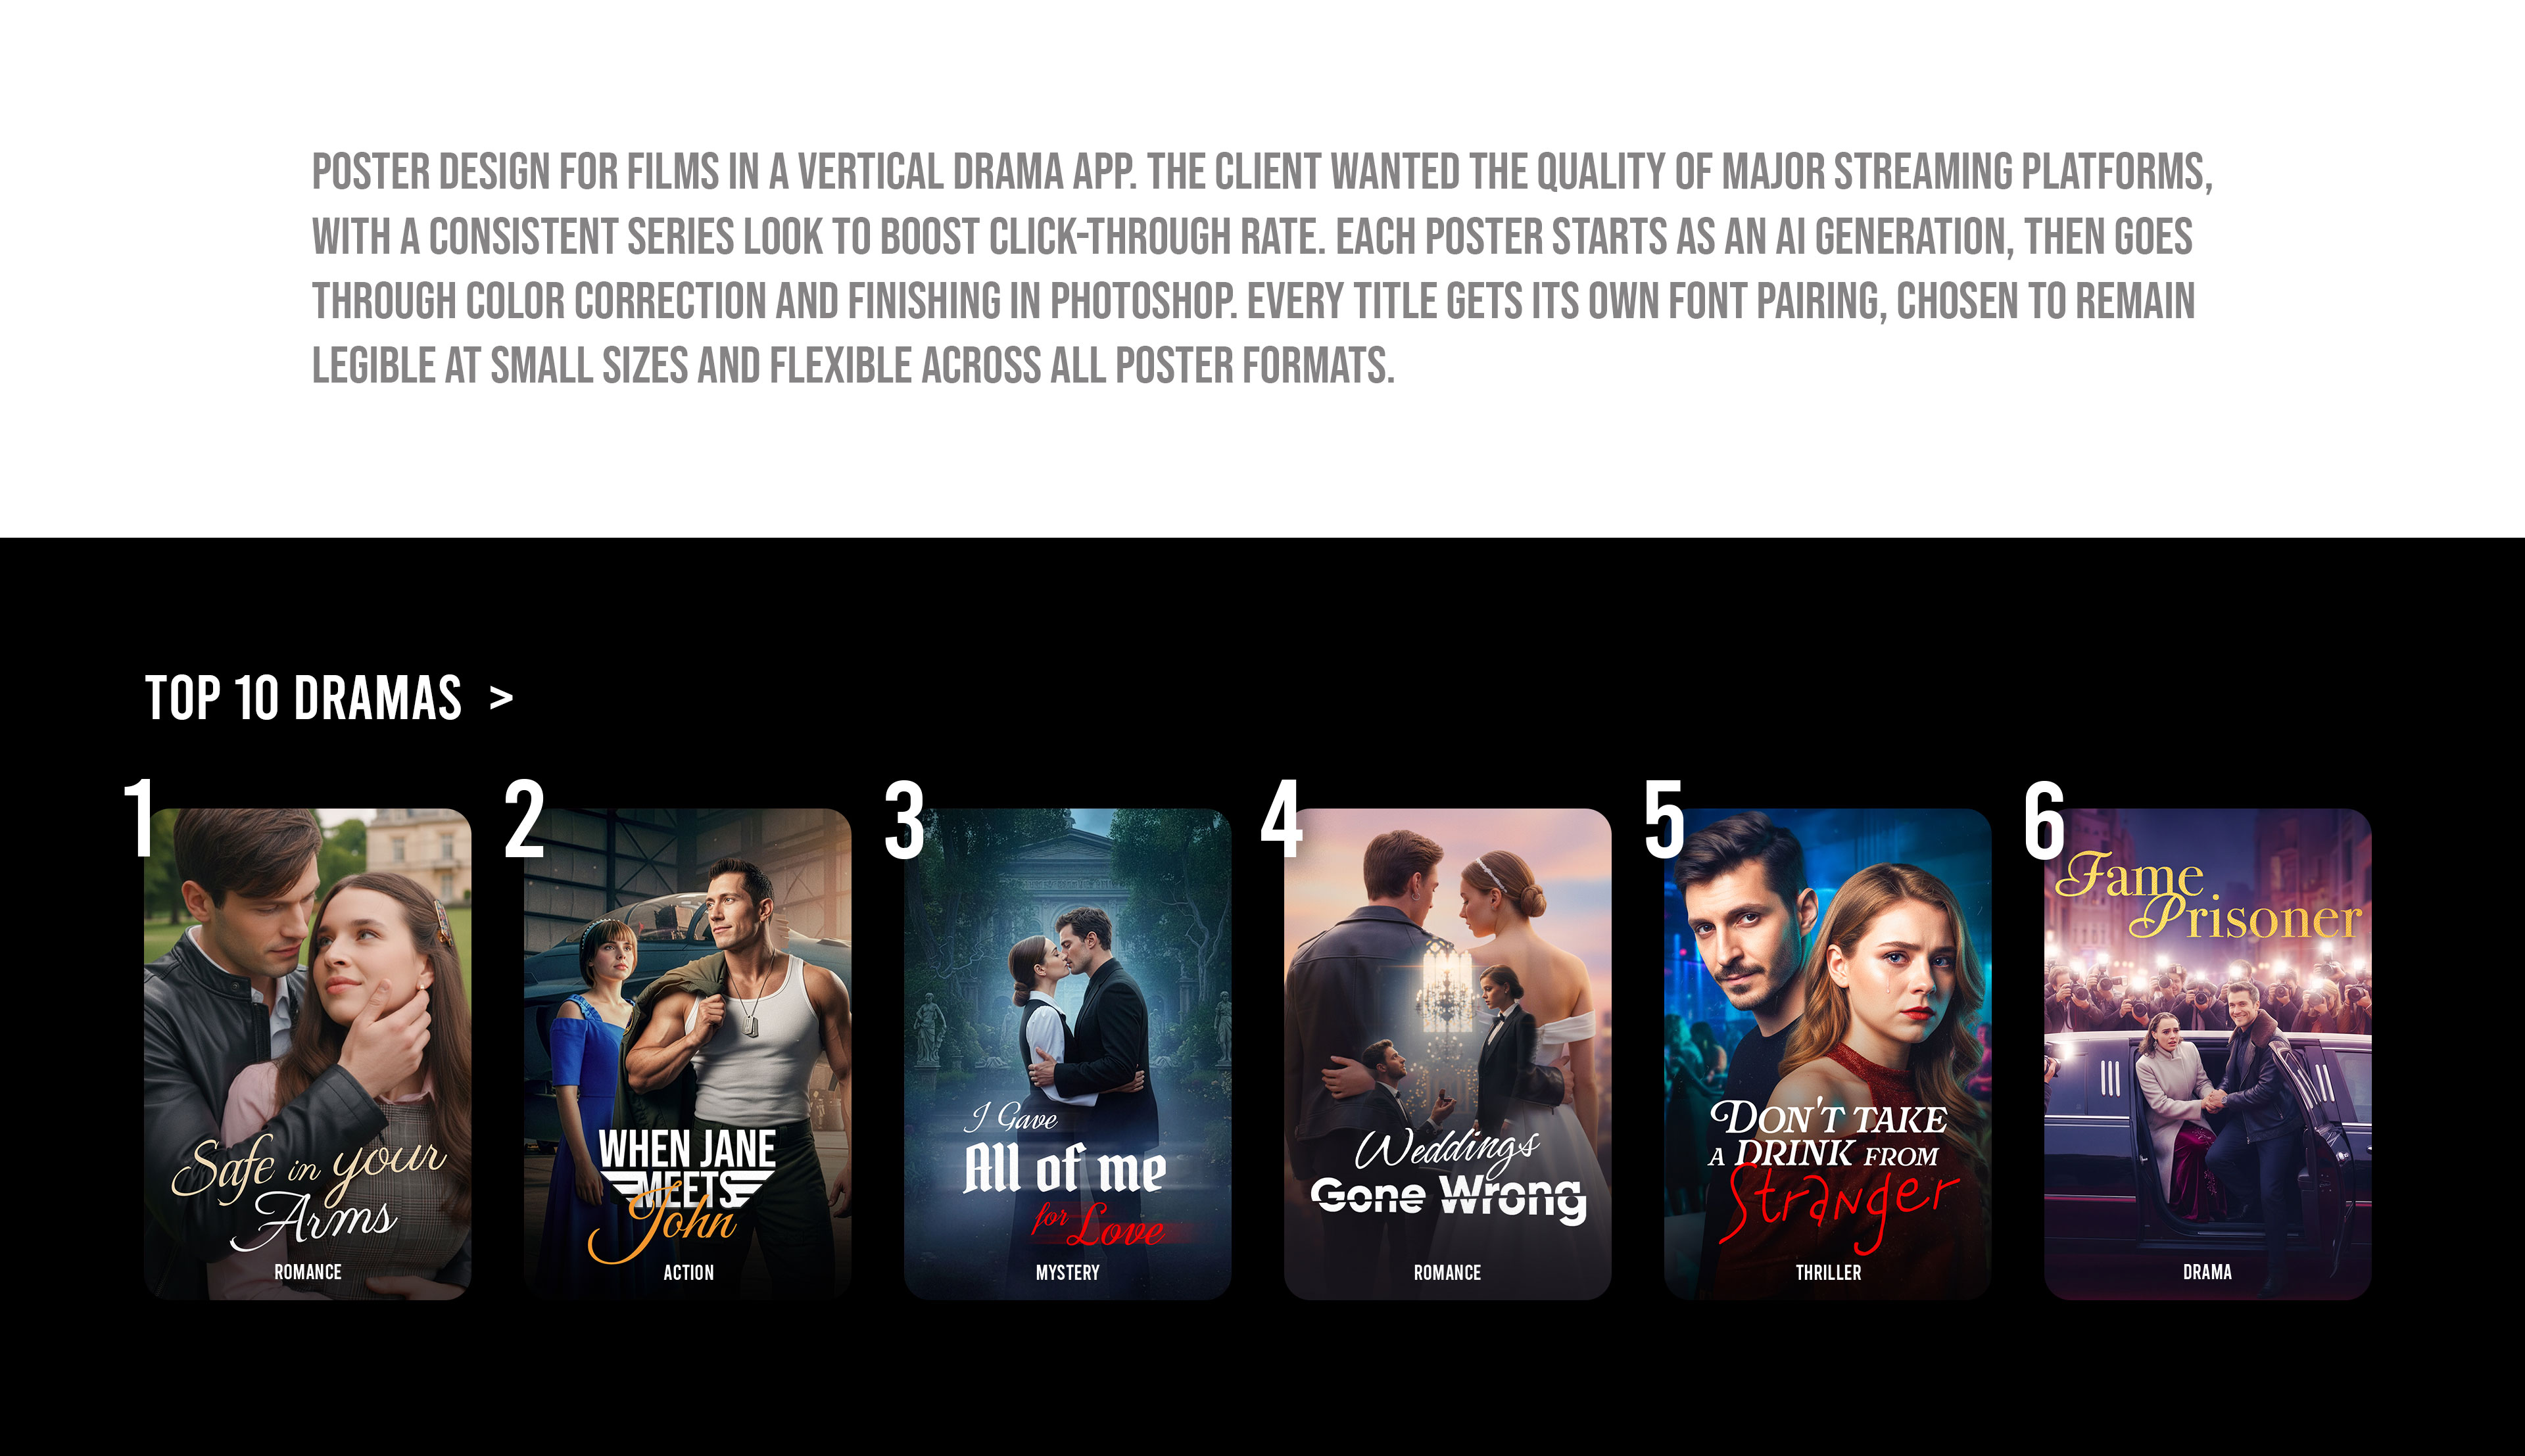 POSTER DESIGN FOR FILMS IN A VERTICAL DRAMA APP. THE CLIENT WANTED THE QUALITY OF MAJOR STREAMING PLATFORMS,
WITH A CONSISTENT SERIES LOOK TO BOOST CLICK-THROUGH RATE. EACH POSTER STARTS AS AN AI GENERATION, THEN GOES
THROUGH COLOR CORRECTION AND FINISHING IN PHOTOSHOP. EVERY TITLE GETS ITS OWN FONT PAIRING, CHOSEN TO REMAIN
LEGIBLE AT SMALL SIZES AND FLEXIBLE ACROSS ALL POSTER FORMATS.
TOP 10 DRAMAS >
1
Safe in your
Arms
ROMANCE
2
WHEN JANE
MEETS
John
ACTION
3
I Gave
All of me
for Love
MYSTERY
4
Weddings
Gone Wrong
ROMANCE
5
DON'T TAKE
A DRINK FROM
Stranger
THRILLER
6
Fame
Prisoner
DRAMA